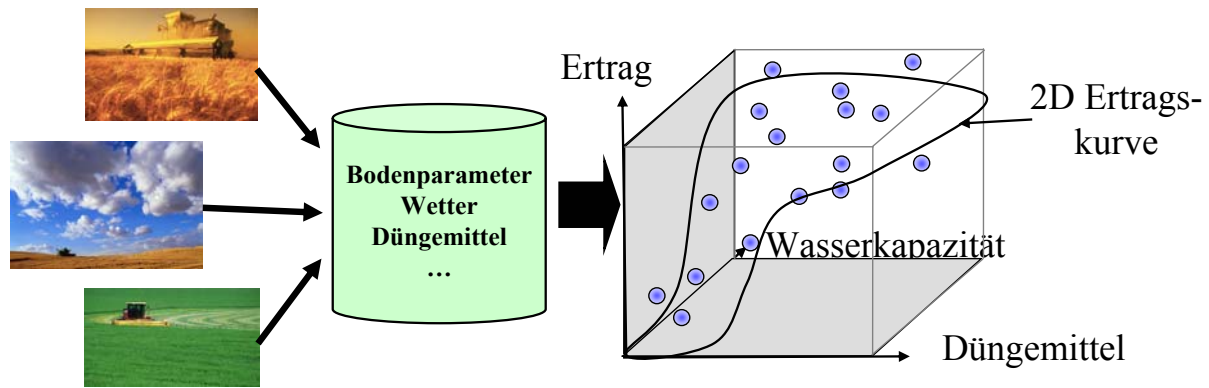 Bodenparameter
Wetter
Düngemittel
…
Ertrag
2D Ertrags-
kurve
Wasserkapazität
Düngemittel